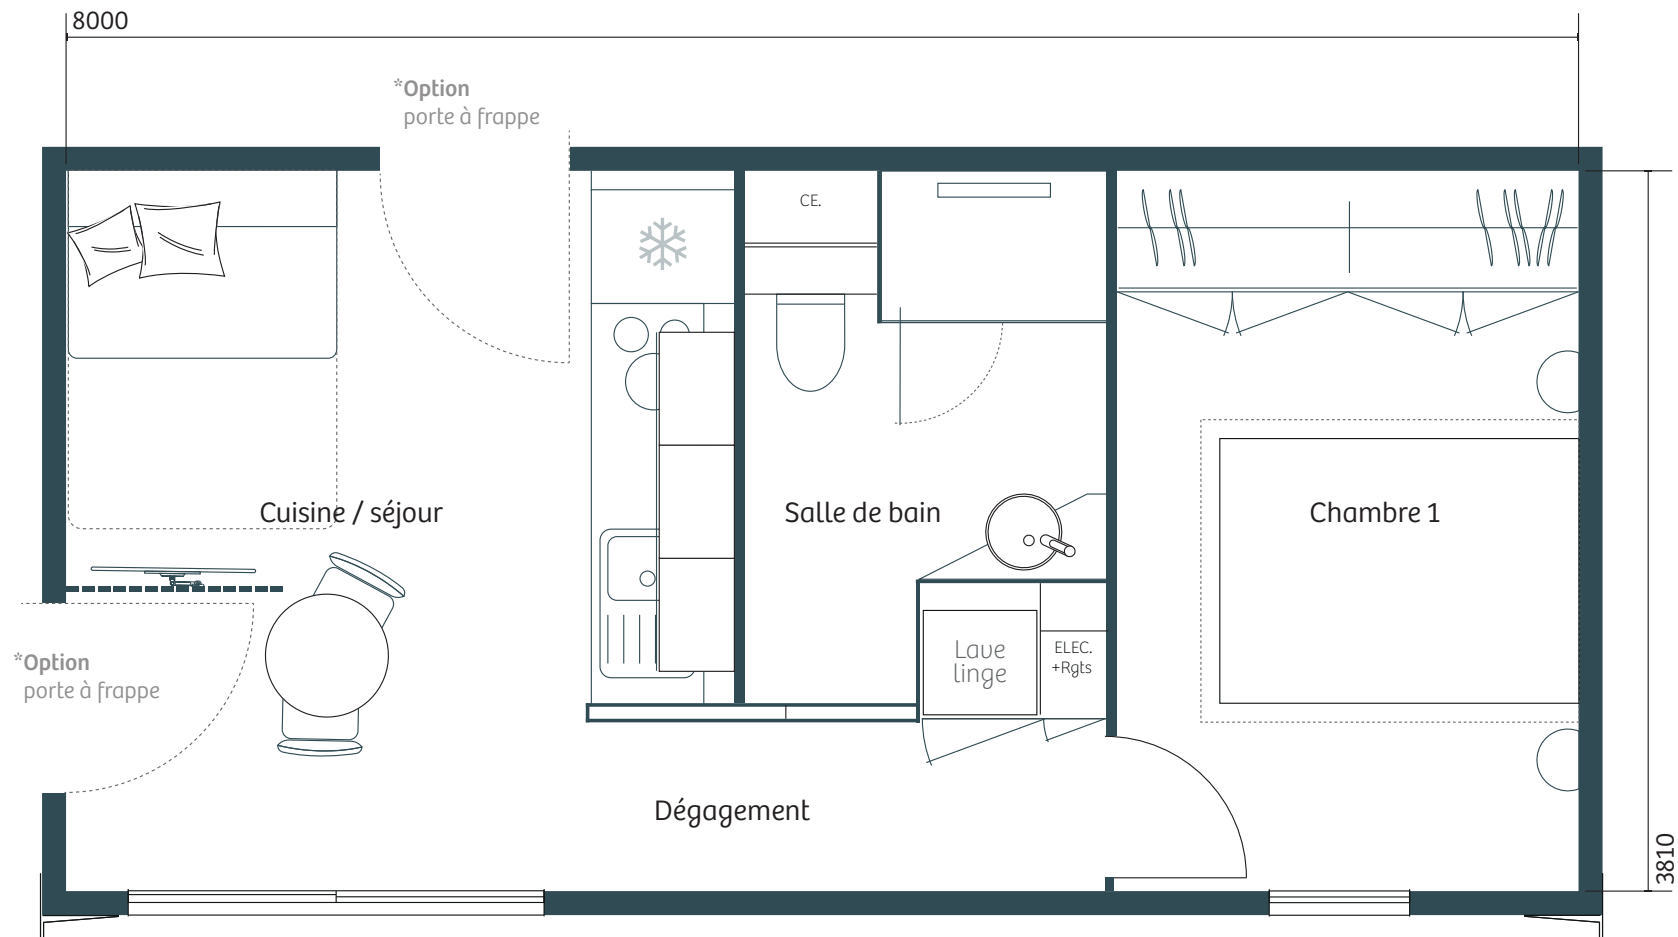 8000
*Option
porte à frappe
CE.
Cuisine / séjour
Salle de bain
Chambre 1
*Option
porte à frappe
Lave
linge
ELEC.
+Rgts
Dégagement
3810